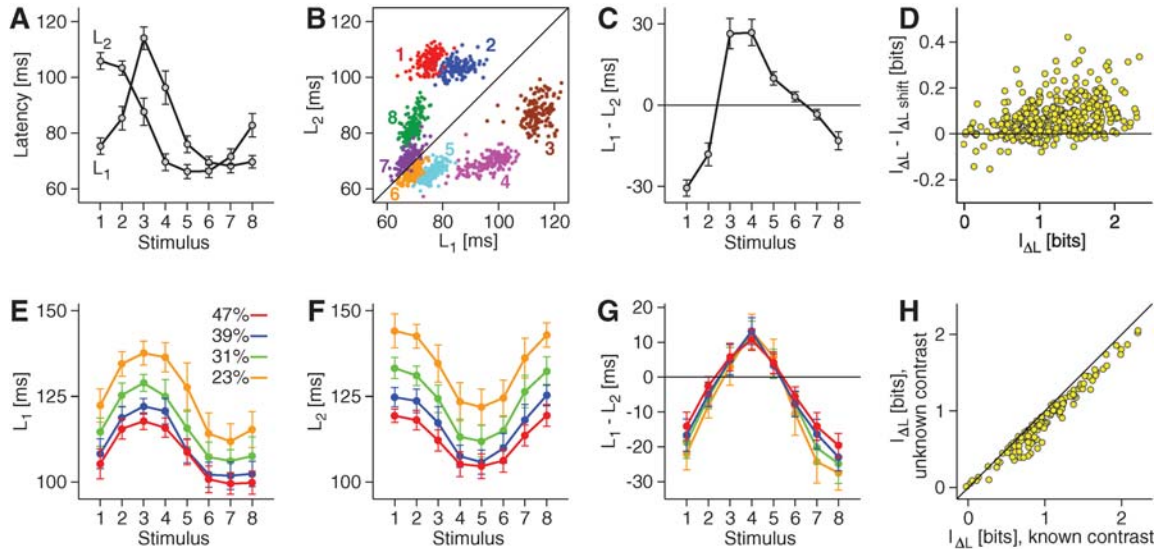 A
Latency [ms]
120
100
80
60
L2
L1
1 2 3 4 5 6 7 8
Stimulus
B
L2 [ms]
120
100
80
60
1
2
8
3
7
5
4
6
60 80 100 120
L1 [ms]
C
L1 - L2 [ms]
30
0
-30
1 2 3 4 5 6 7 8
Stimulus
D
IΔL - IΔL shift [bits]
0.4
0.2
0
-0.2
0 1 2
IΔL [bits]
E
L1 [ms]
150
125
100
47%
39%
31%
23%
1 2 3 4 5 6 7 8
Stimulus
F
L2 [ms]
150
125
100
1 2 3 4 5 6 7 8
Stimulus
G
L1 - L2 [ms]
20
10
0
-10
-20
-30
1 2 3 4 5 6 7 8
Stimulus
H
IΔL [bits],
unknown contrast
2
1
0
0 1 2
IΔL [bits], known contrast